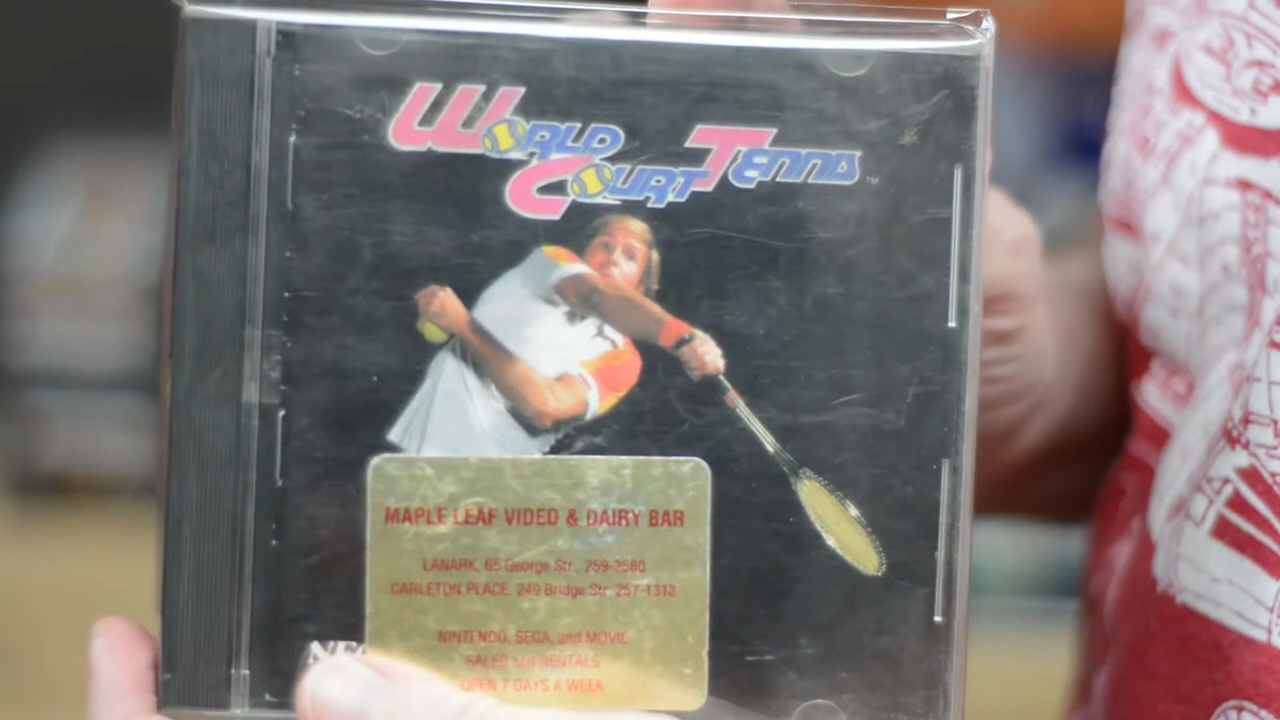 WORLD
COURT TENNIS
MAPLE LEAF VIDEO & DAIRY BAR
LANARK, 65 George Str., 259-2580
CARLETON PLACE, 249 Bridge Str. 257-1313
NINTENDO, SEGA, and MOVIE
SALES and RENTALS
OPEN 7 DAYS A WEEK